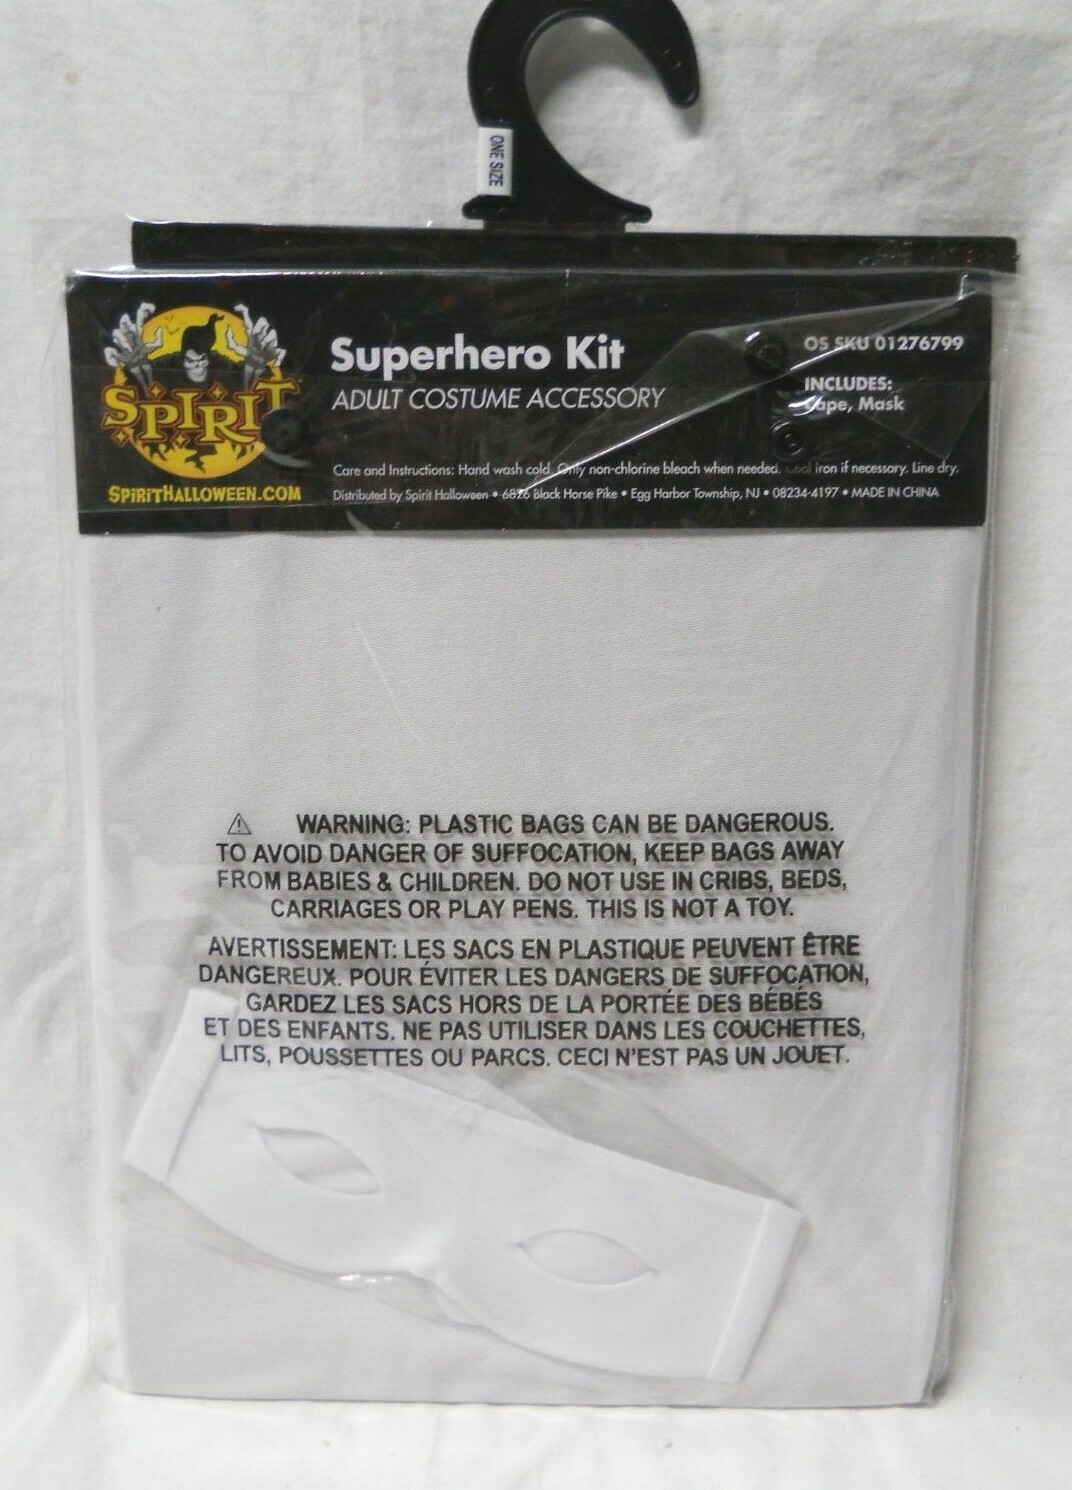 ONE SIZE
SPIRIT
SPIRITHALLOWEEN.COM
Superhero Kit
ADULT COSTUME ACCESSORY
OS SKU 01276799
INCLUDES:
Cape, Mask
Care and Instructions: Hand wash cold. Only non-chlorine bleach when needed. Cool iron if necessary. Line dry.
Distributed by Spirit Halloween • 6826 Black Horse Pike • Egg Harbor Township, NJ • 08234-4197 • MADE IN CHINA
WARNING: PLASTIC BAGS CAN BE DANGEROUS.
TO AVOID DANGER OF SUFFOCATION, KEEP BAGS AWAY
FROM BABIES & CHILDREN. DO NOT USE IN CRIBS, BEDS,
CARRIAGES OR PLAY PENS. THIS IS NOT A TOY.
AVERTISSEMENT: LES SACS EN PLASTIQUE PEUVENT ÊTRE
DANGEREUX. POUR ÉVITER LES DANGERS DE SUFFOCATION,
GARDEZ LES SACS HORS DE LA PORTÉE DES BÉBÉS
ET DES ENFANTS. NE PAS UTILISER DANS LES COUCHETTES,
LITS, POUSSETTES OU PARCS. CECI N'EST PAS UN JOUET.